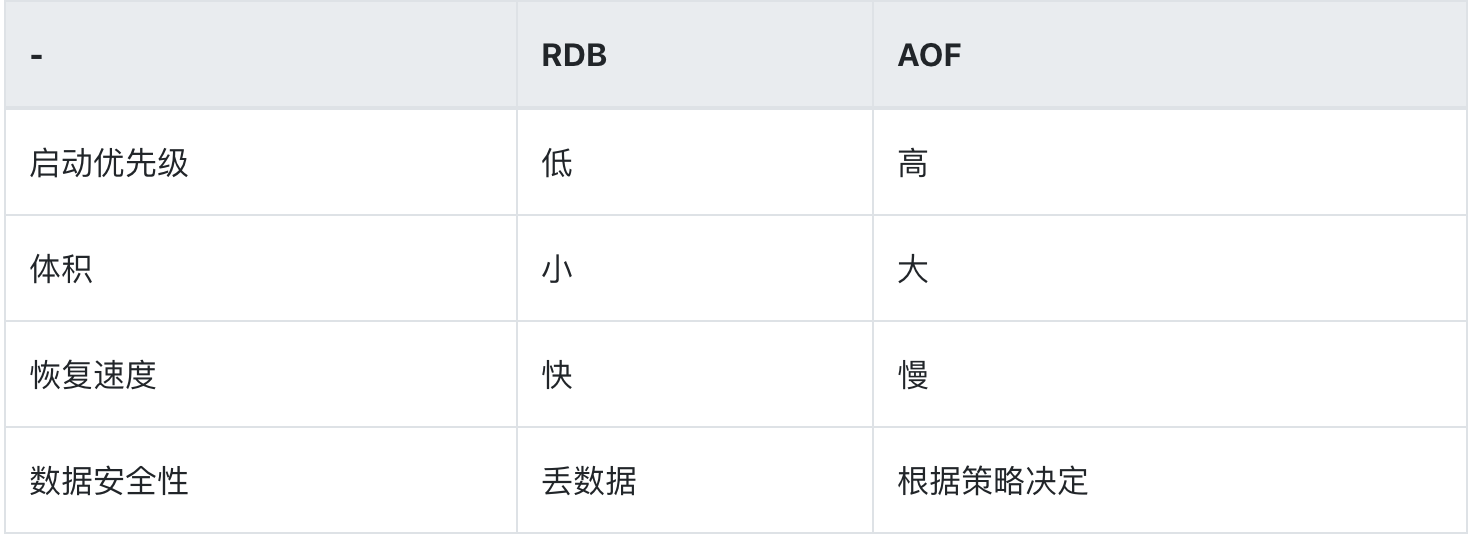 - RDB AOF
启动优先级 低 高
体积 小 大
恢复速度 快 慢
数据安全性 丢数据 根据策略决定